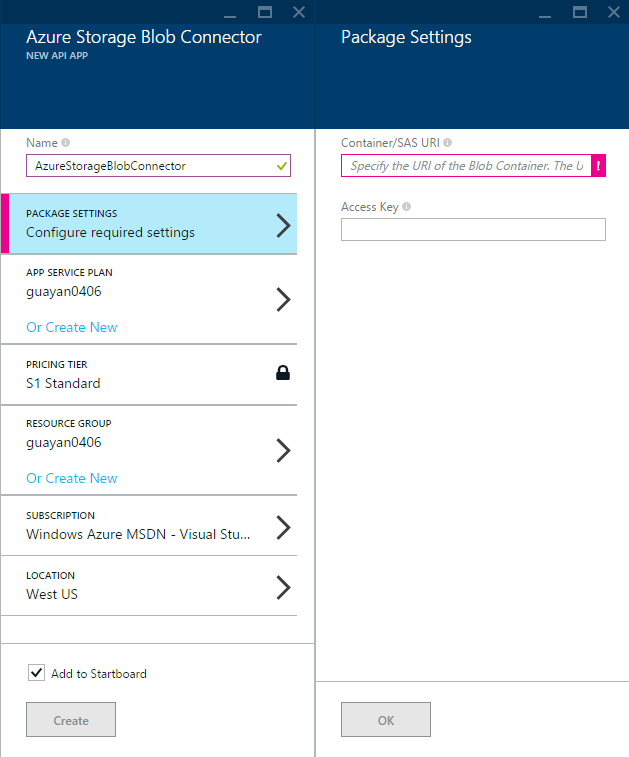 Azure Storage Blob Connector
NEW API APP
Name
AzureStorageBlobConnector
PACKAGE SETTINGS
Configure required settings
APP SERVICE PLAN
guayan0406
Or Create New
PRICING TIER
S1 Standard
RESOURCE GROUP
guayan0406
Or Create New
SUBSCRIPTION
Windows Azure MSDN - Visual Stu...
LOCATION
West US
Add to Startboard
Create
Package Settings
Container/SAS URI
Specify the URI of the Blob Container. The U
!
Access Key
OK